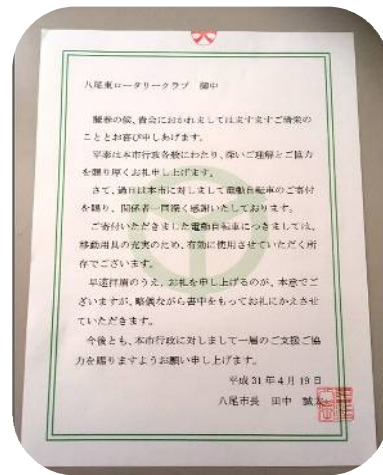 八尾東ロータリークラブ 御中
陽春の候、貴会におかれましてはますますご清栄の
こととお喜び申しあげます。
平素は本市行政各般にわたり、深いご理解とご協力
を賜り厚くお礼申し上げます。
さて、過日は本市に対しまして電動自転車のご寄付
を賜り、関係者一同深く感謝いたしております。
ご寄付いただきました電動自転車につきましては、
移動用具の充実のため、有効に使用させていただく所
存でございます。
早速拝眉のうえ、お礼を申し上げるのが、本意でご
ざいますが、略儀ながら書中をもってお礼にかえさせ
ていただきます。
今後とも、本市行政に対しまして一層のご支援ご協
力を賜りますようお願い申し上げます。
平成31年4月19日
八尾市長 田中 誠太